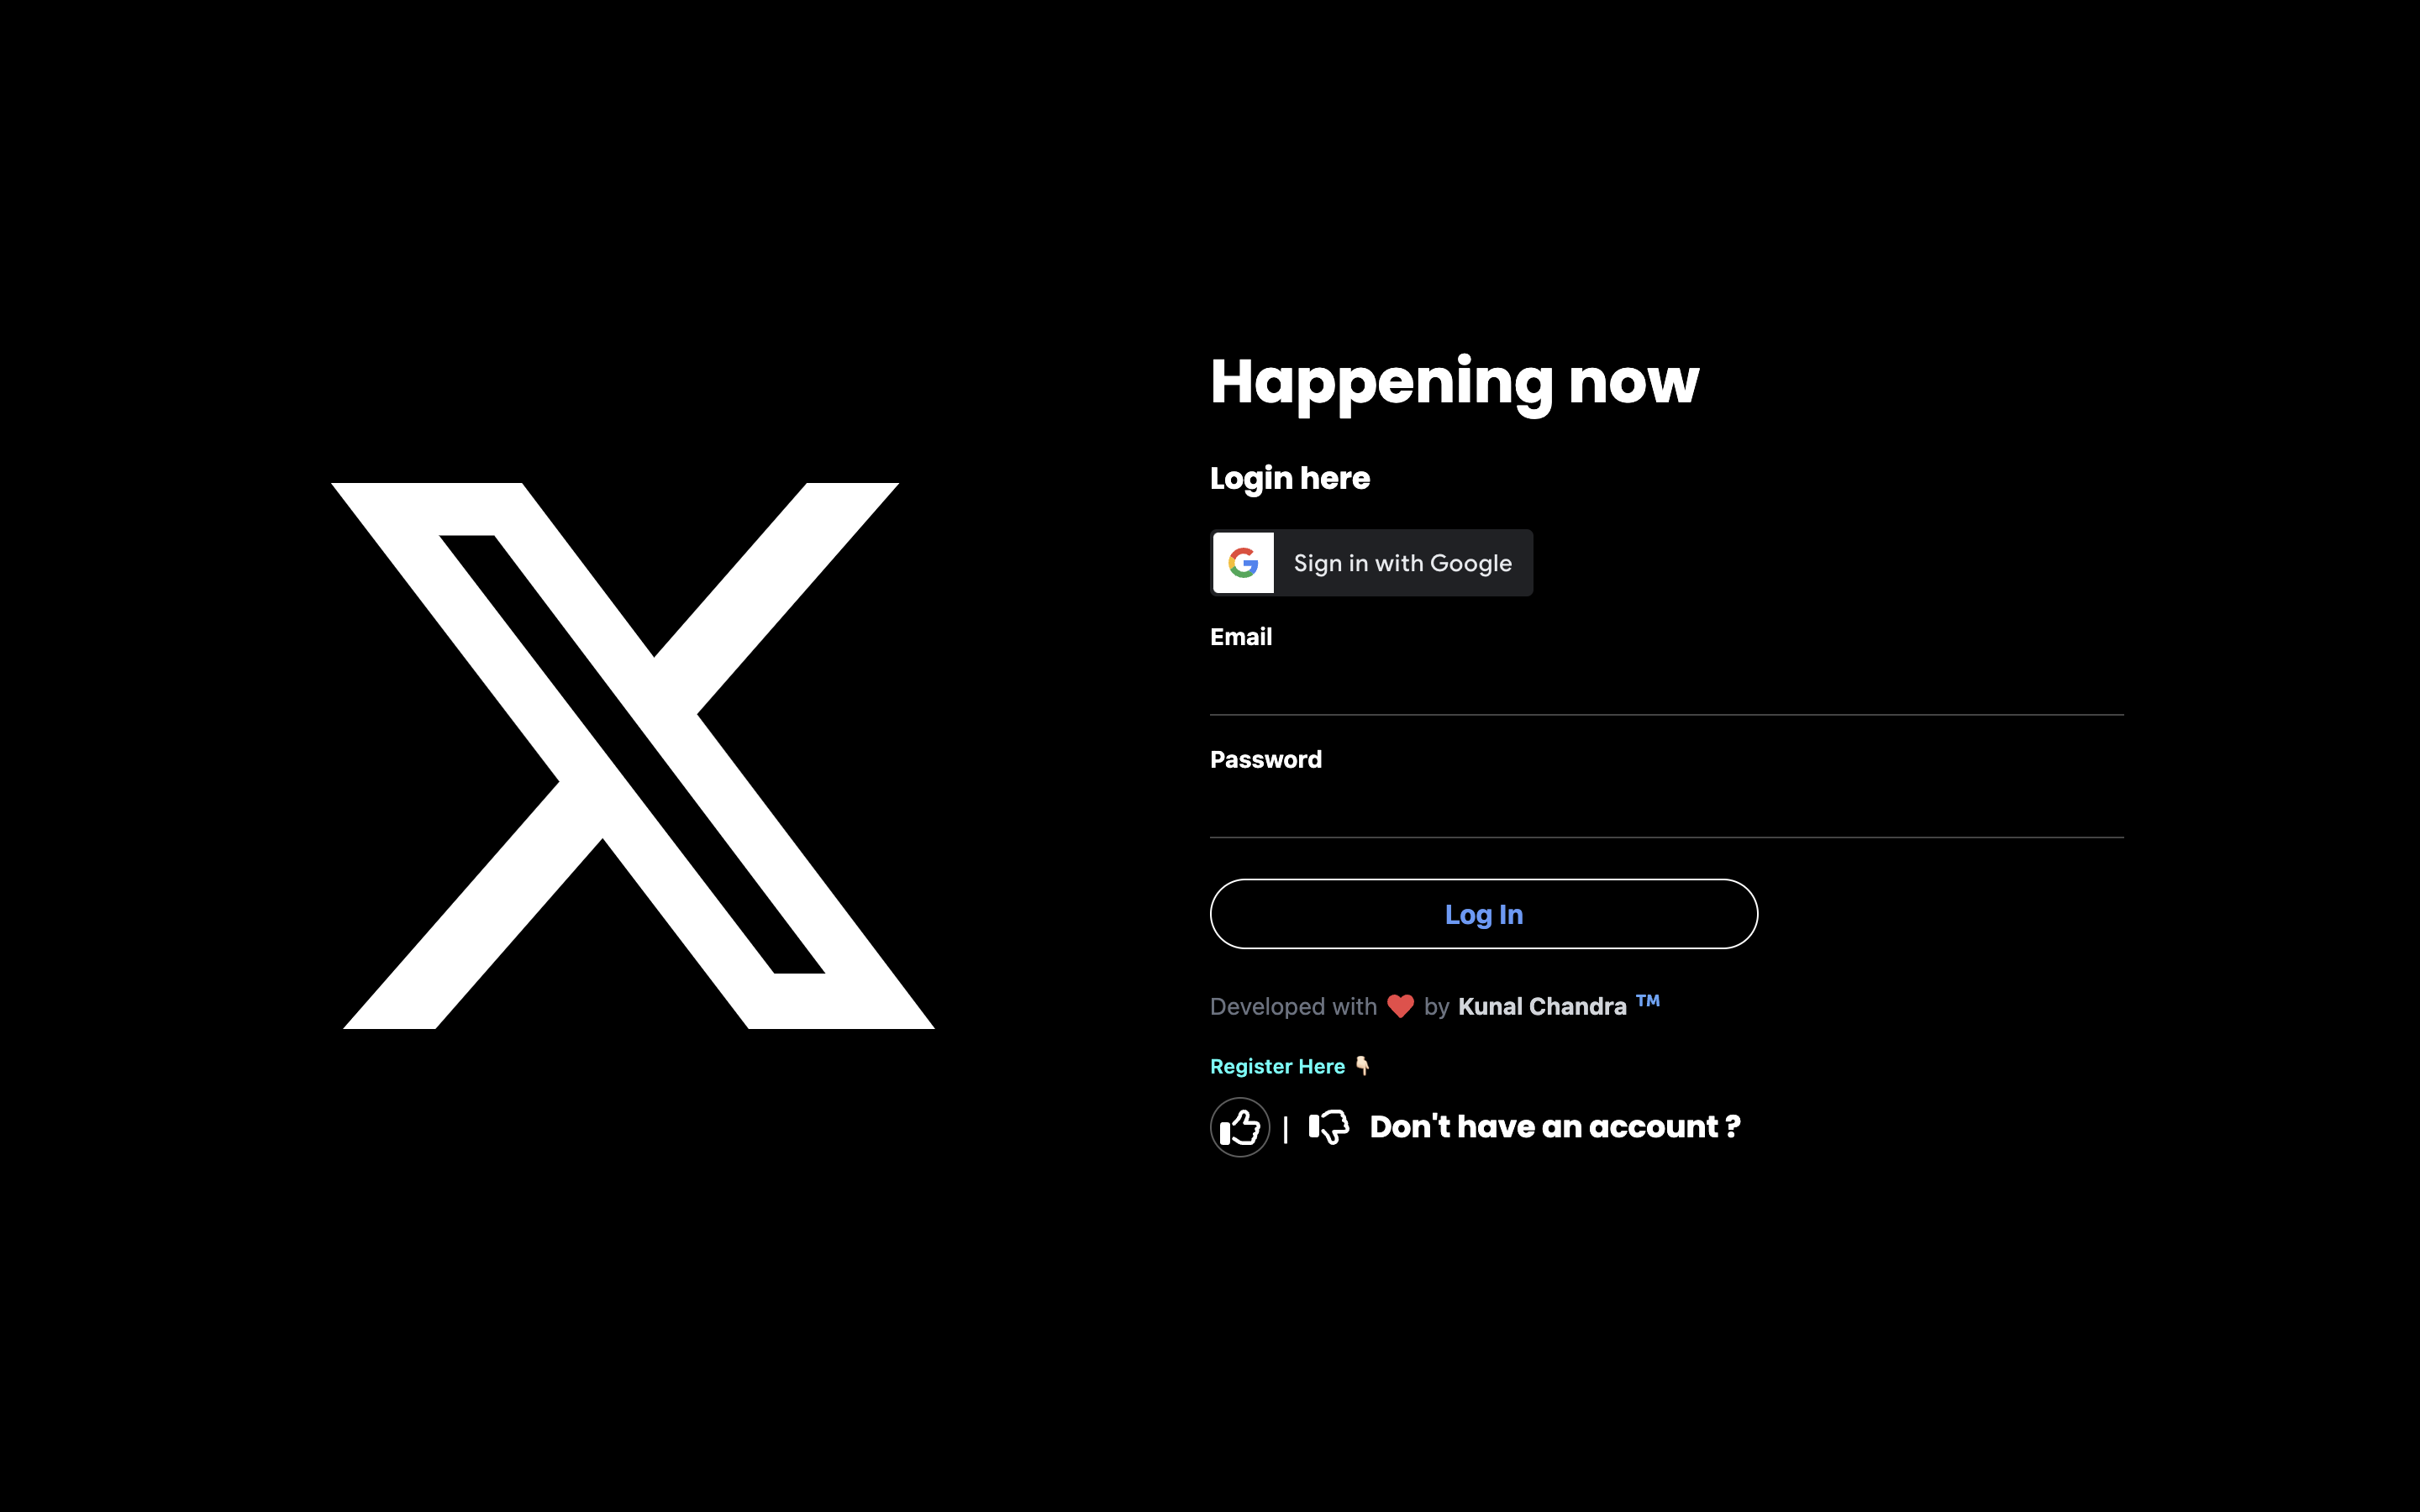 Happening now
Login here
Sign in with Google
Email
Password
Log In
Developed with ❤️ by Kunal Chandra ™
Register Here 👇🏻
| Don't have an account ?